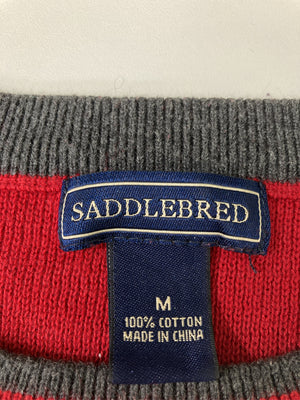 SADDLEBRED
M
100% COTTON
MADE IN CHINA